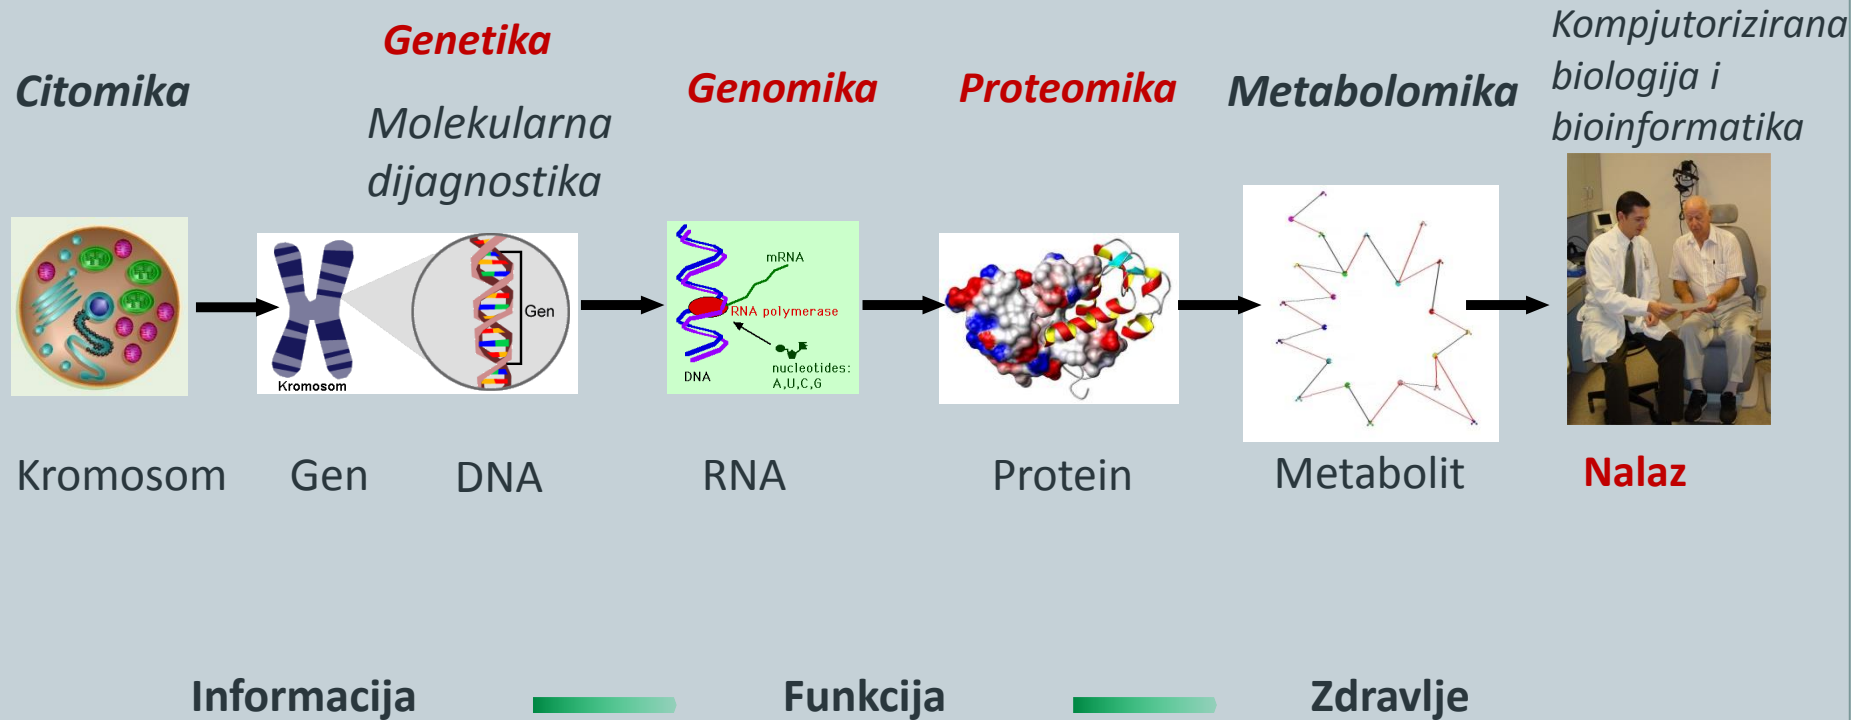 Citomika
Genetika
Molekularna
dijagnostika
Genomika
Proteomika
Metabolomika
Kompjutorizirana
biologija i
bioinformatika
Kromosom
Gen
mRNA
RNA polymerase
DNA
nucleotides:
A,U,C,G
Kromosom
Gen
DNA
RNA
Protein
Metabolit
Nalaz
Informacija
Funkcija
Zdravlje